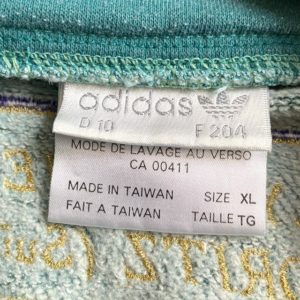 adidas
D 10 F 204
MODE DE LAVAGE AU VERSO
CA 00411
MADE IN TAIWAN SIZE XL
FAIT A TAIWAN TAILLE TG